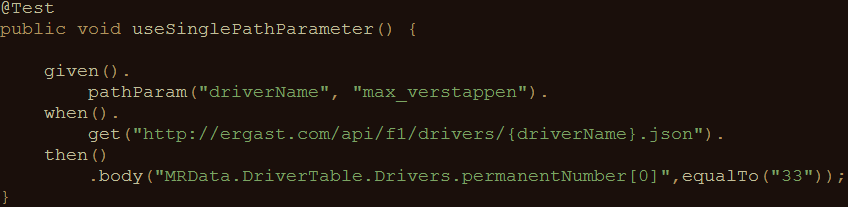 @Test
public void useSinglePathParameter() {
given().
pathParam("driverName", "max_verstappen").
when().
get("http://ergast.com/api/f1/drivers/{driverName}.json").
then()
.body("MRData.DriverTable.Drivers.permanentNumber[0]",equalTo("33"));
}